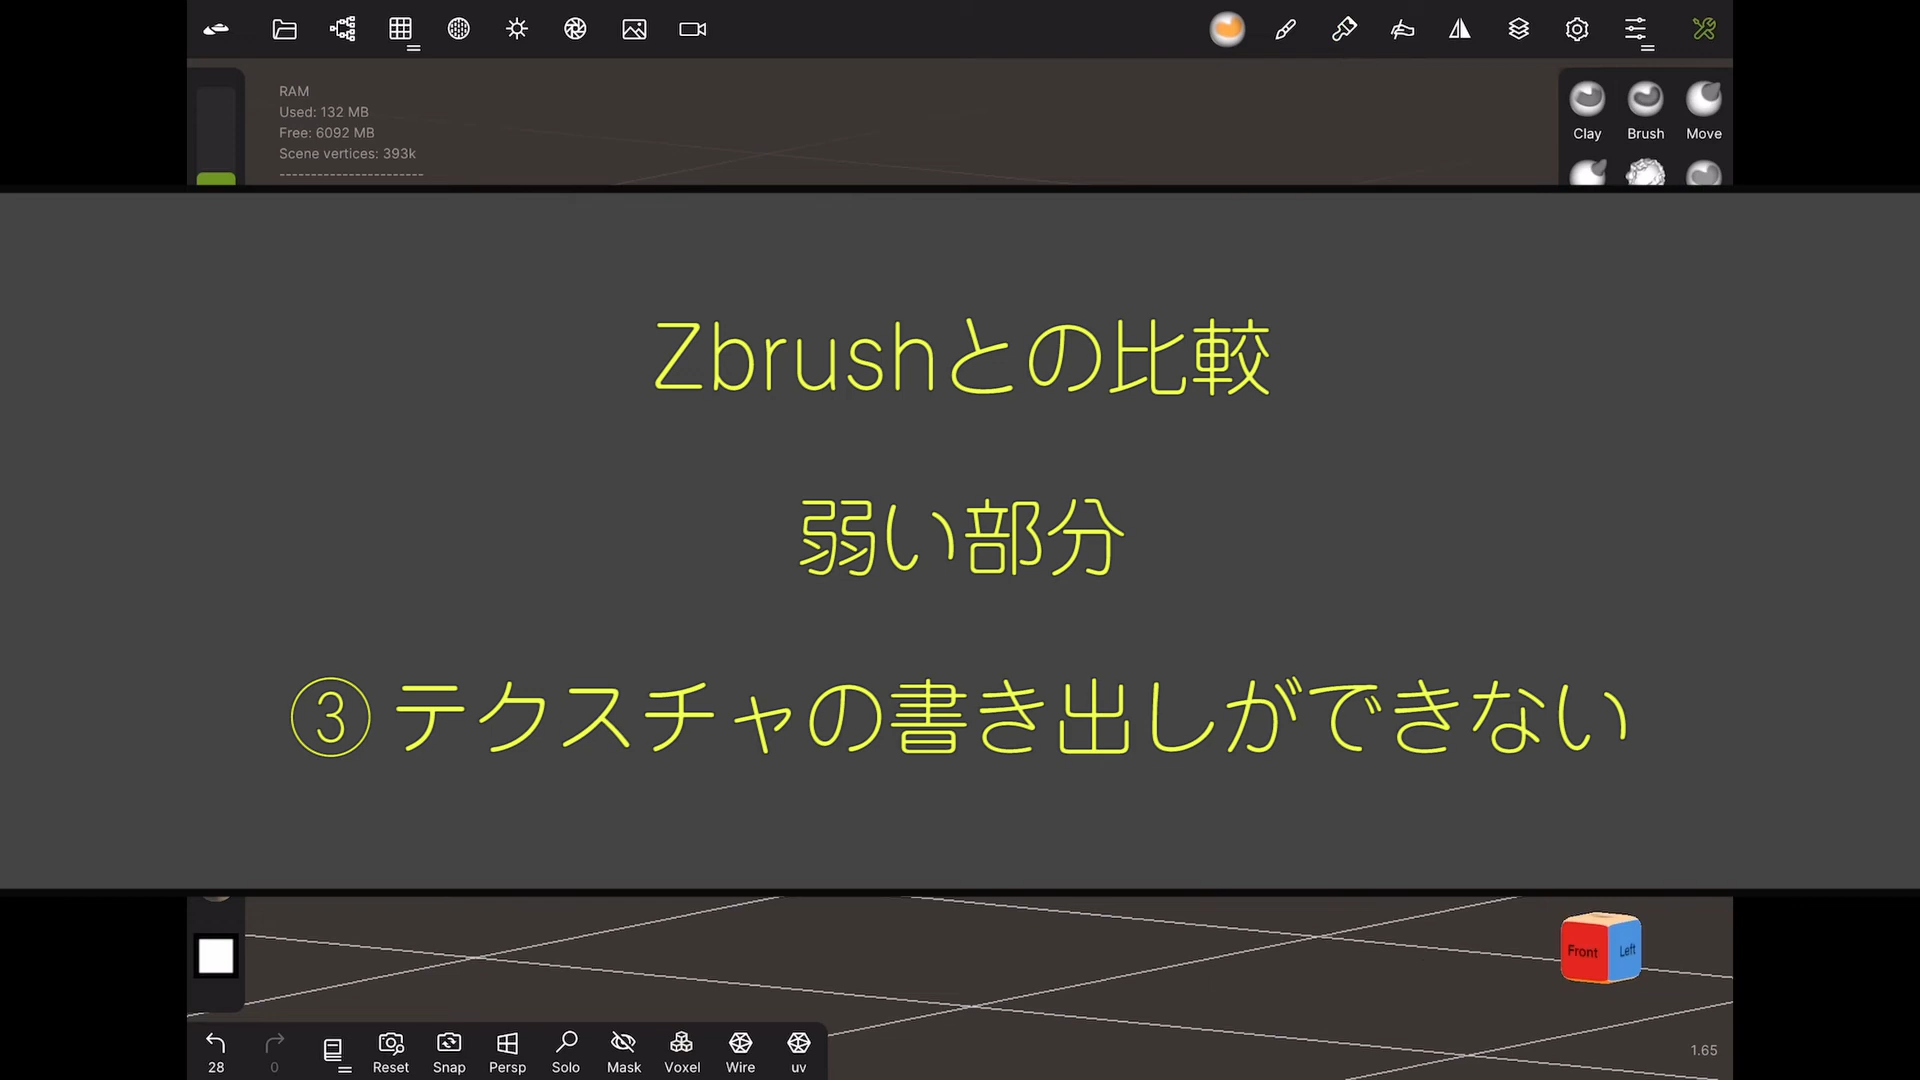 RAM
Used: 132 MB
Free: 6092 MB
Scene vertices: 393k
-----------------------
Clay Brush Move
Zbrushとの比較
弱い部分
③ テクスチャの書き出しができない
Front Left
28 0 Reset Snap Persp Solo Mask Voxel Wire uv
1.65